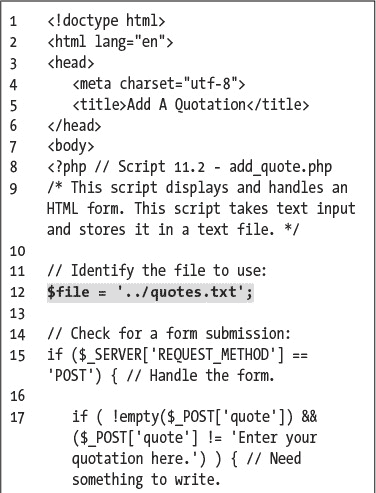 1 <!doctype html>
2 <html lang="en">
3 <head>
4 <meta charset="utf-8">
5 <title>Add A Quotation</title>
6 </head>
7 <body>
8 <?php // Script 11.2 - add_quote.php
9 /* This script displays and handles an
HTML form. This script takes text input
and stores it in a text file. */
10
11 // Identify the file to use:
12 $file = '../quotes.txt';
13
14 // Check for a form submission:
15 if ($_SERVER['REQUEST_METHOD'] ==
'POST') { // Handle the form.
16
17 if ( !empty($_POST['quote']) &&
($_POST['quote'] != 'Enter your
quotation here.') ) { // Need
something to write.